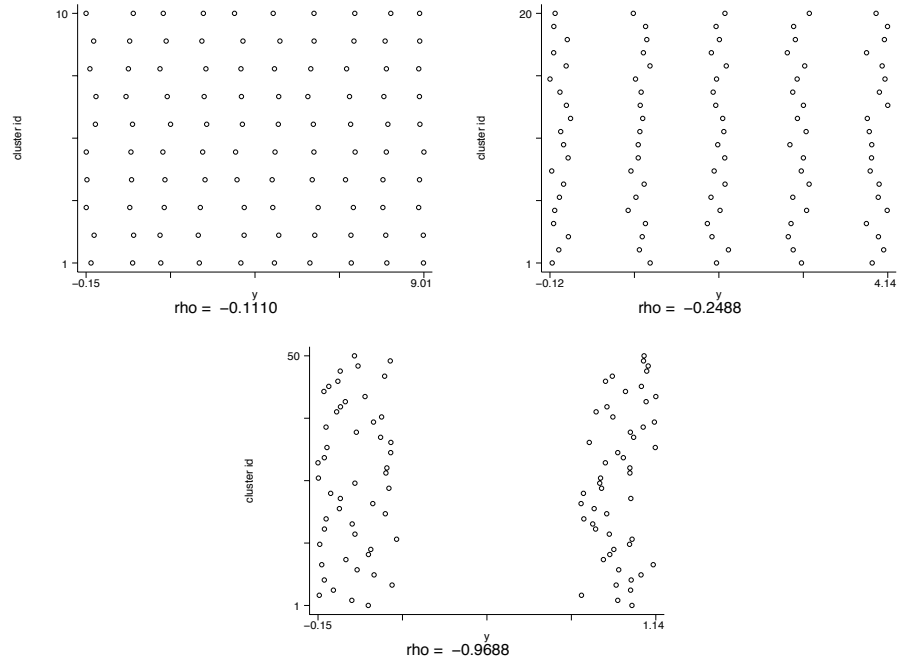 10
cluster id
1
−0.15
9.01
y
rho = −0.1110
20
cluster id
1
−0.12
4.14
y
rho = −0.2488
50
cluster id
1
−0.15
1.14
y
rho = −0.9688